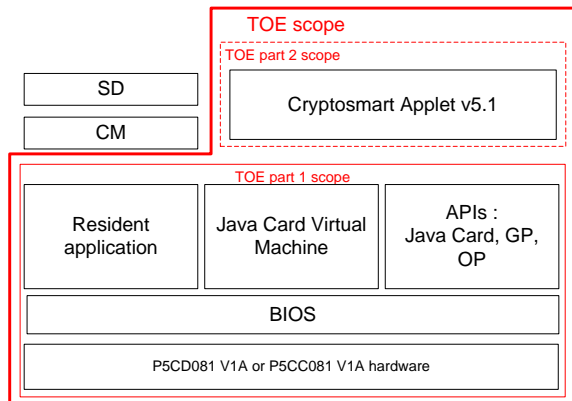 TOE scope
TOE part 2 scope
SD
Cryptosmart Applet v5.1
CM
TOE part 1 scope
Resident
application
Java Card Virtual
Machine
APIs :
Java Card, GP,
OP
BIOS
P5CD081 V1A or P5CC081 V1A hardware